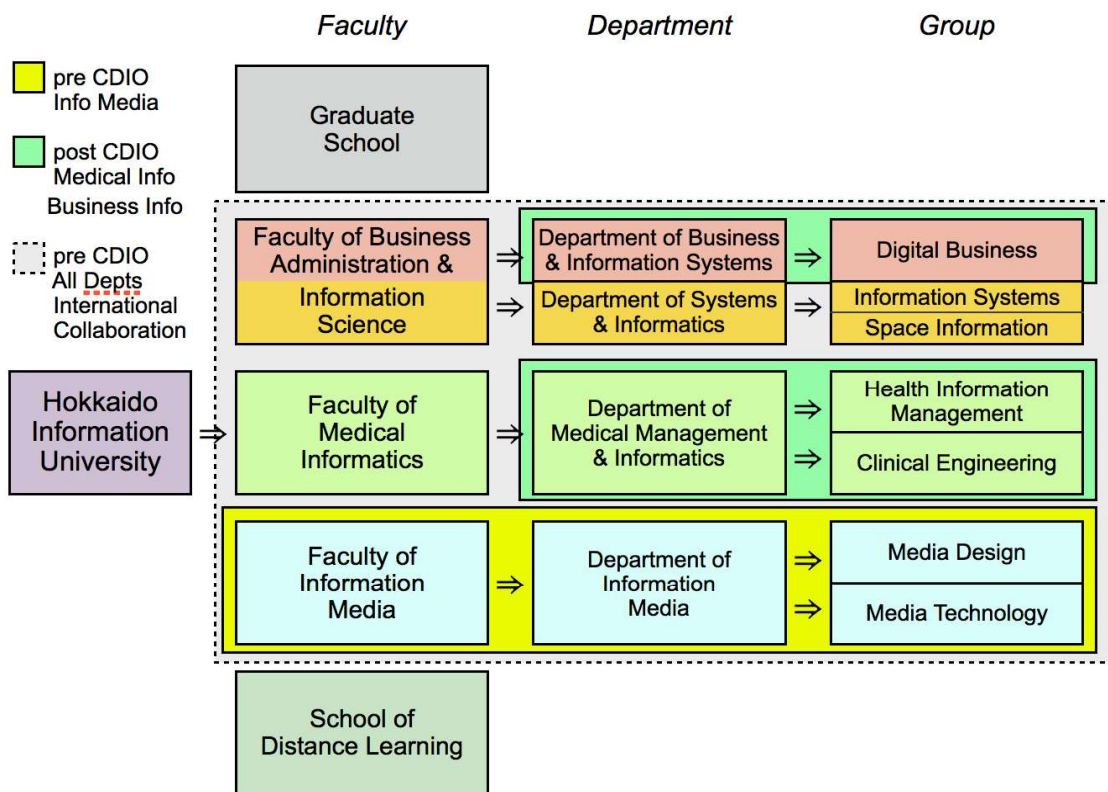 Faculty
Department
Group
pre CDIO
Info Media
post CDIO
Medical Info
Business Info
pre CDIO
All Depts
International
Collaboration
Graduate
School
Faculty of Business
Administration &
Information
Science
⇒
Department of Business
& Information Systems
⇒
Digital Business
⇒
Department of Systems
& Informatics
⇒
Information Systems
Space Information
Hokkaido
Information
University
⇒
Faculty of
Medical
Informatics
⇒
Department of
Medical Management
& Informatics
⇒
Health Information
Management
⇒
Clinical Engineering
Faculty of
Information
Media
⇒
Department of
Information
Media
⇒
Media Design
⇒
Media Technology
School of
Distance Learning